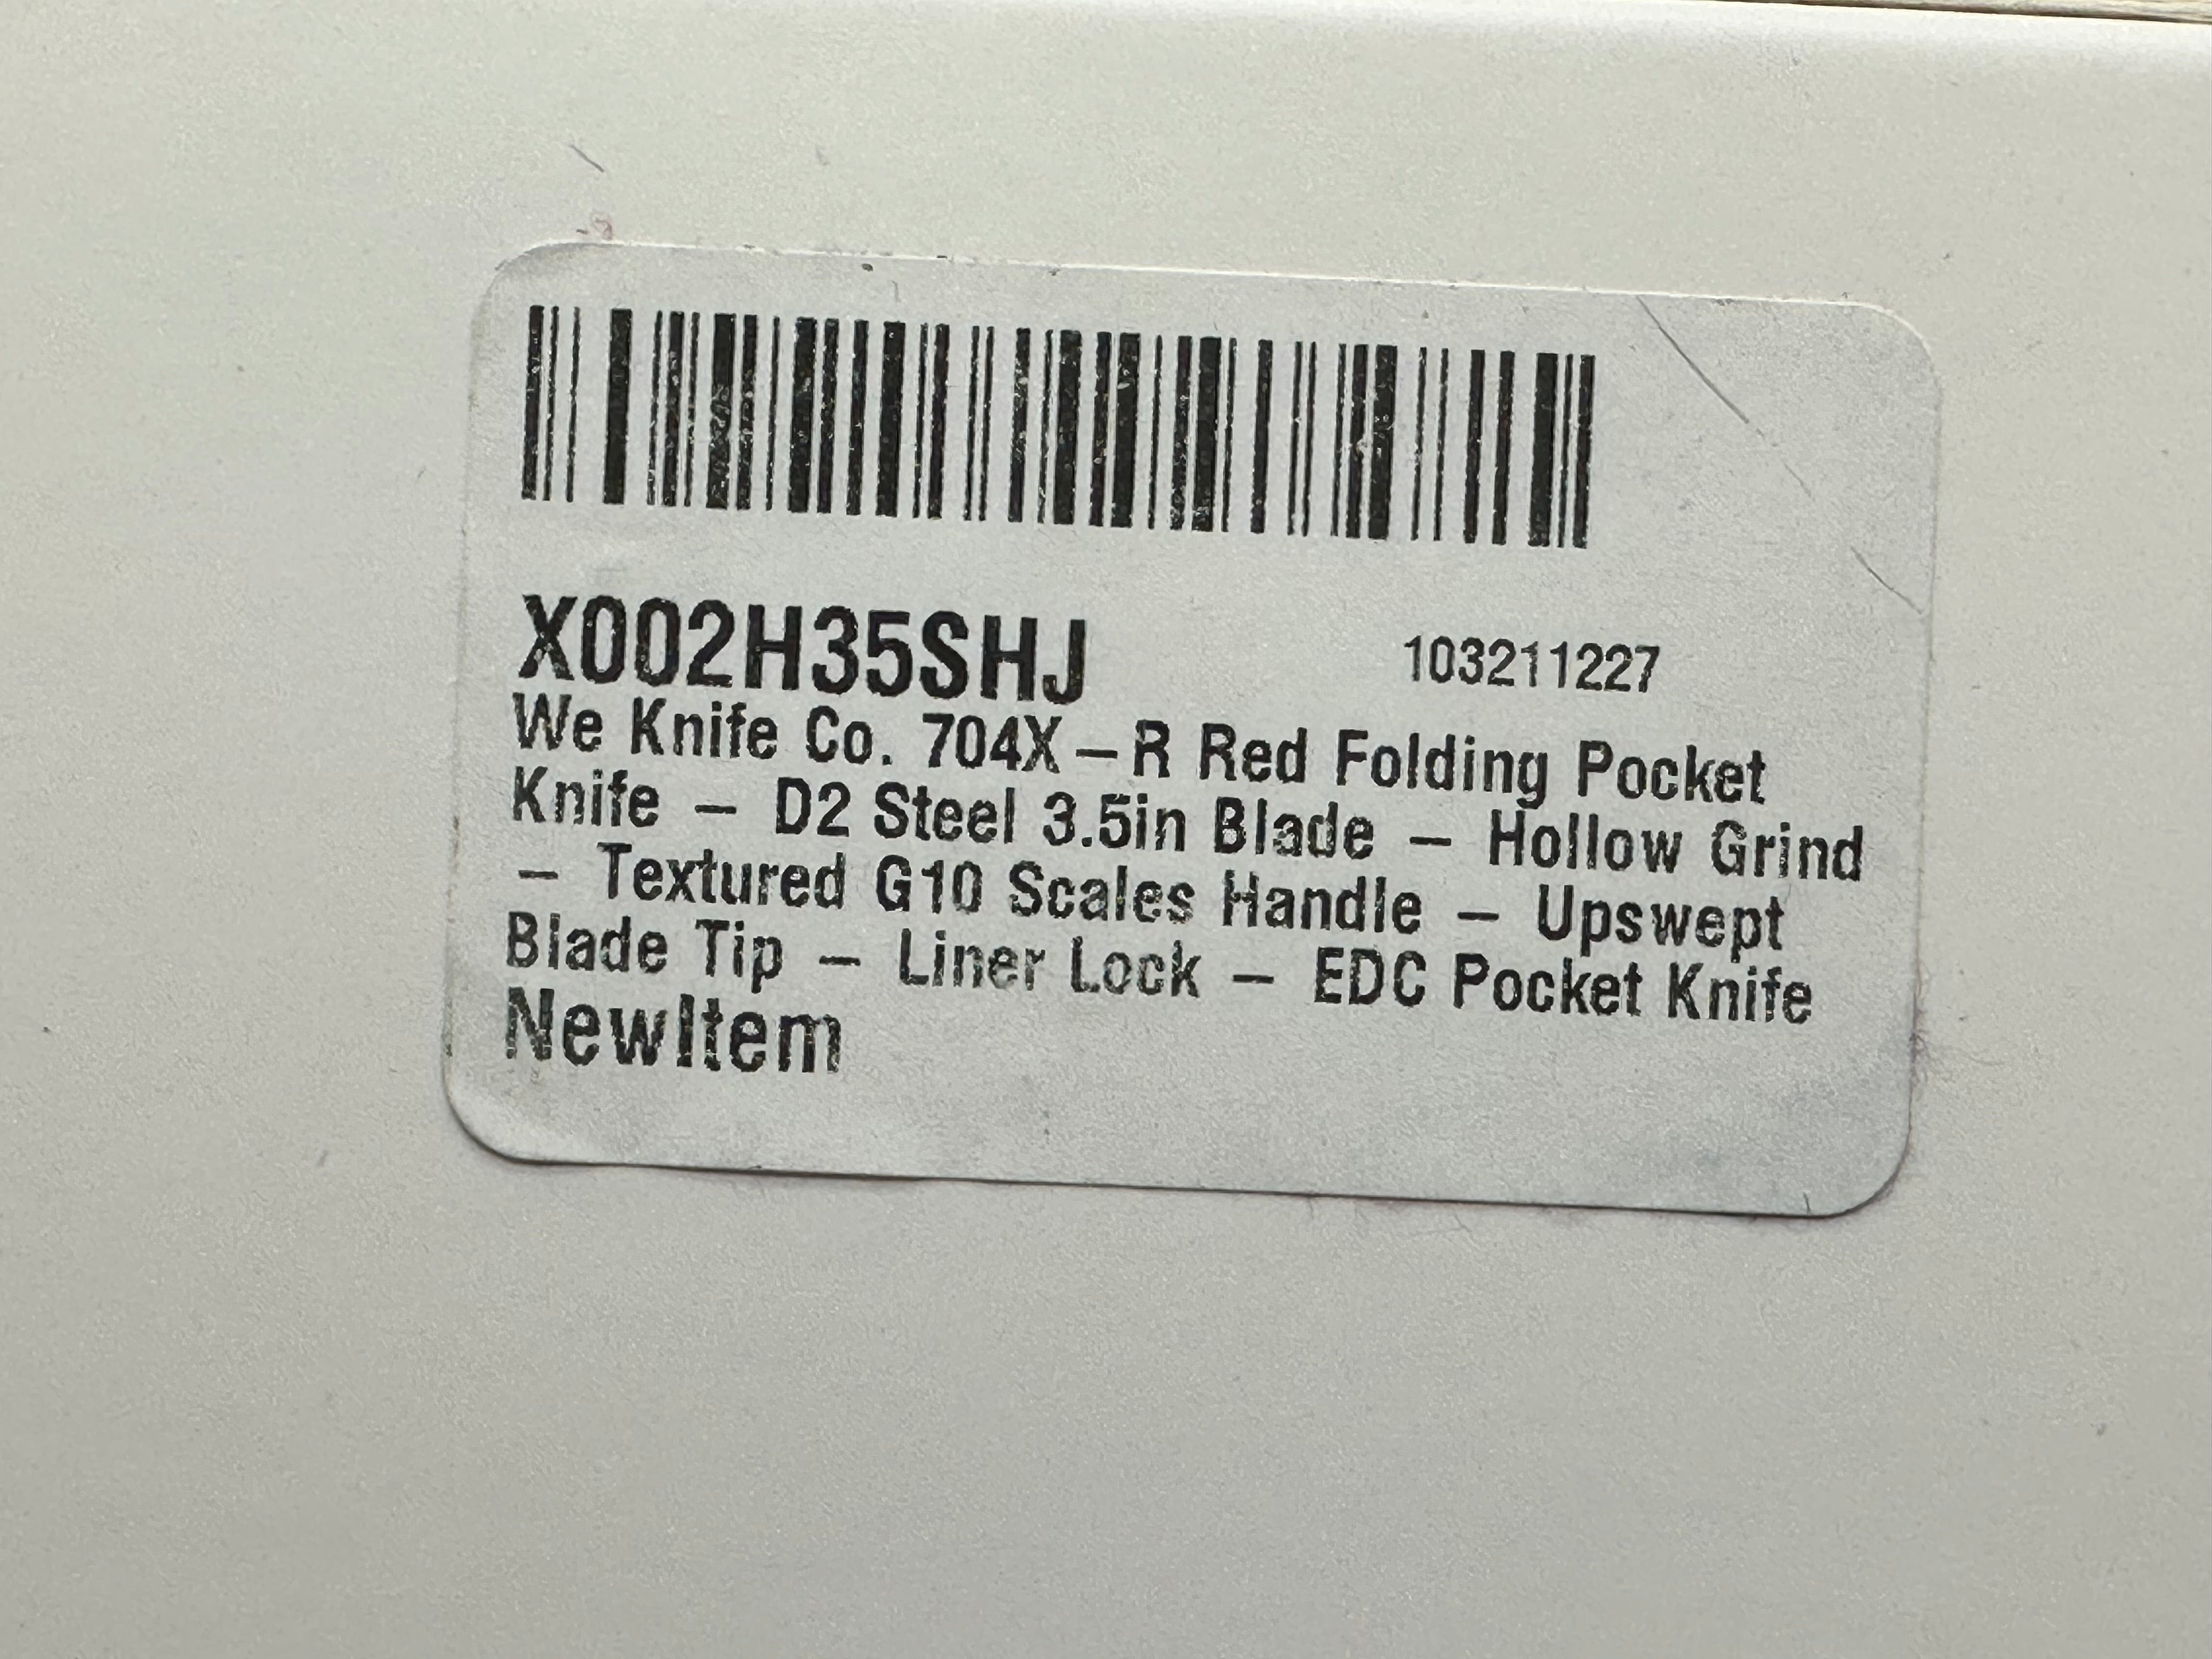 X002H35SHJ 103211227
We Knife Co. 704X – R Red Folding Pocket
Knife – D2 Steel 3.5in Blade – Hollow Grind
– Textured G10 Scales Handle – Upswept
Blade Tip – Liner Lock – EDC Pocket Knife
NewItem